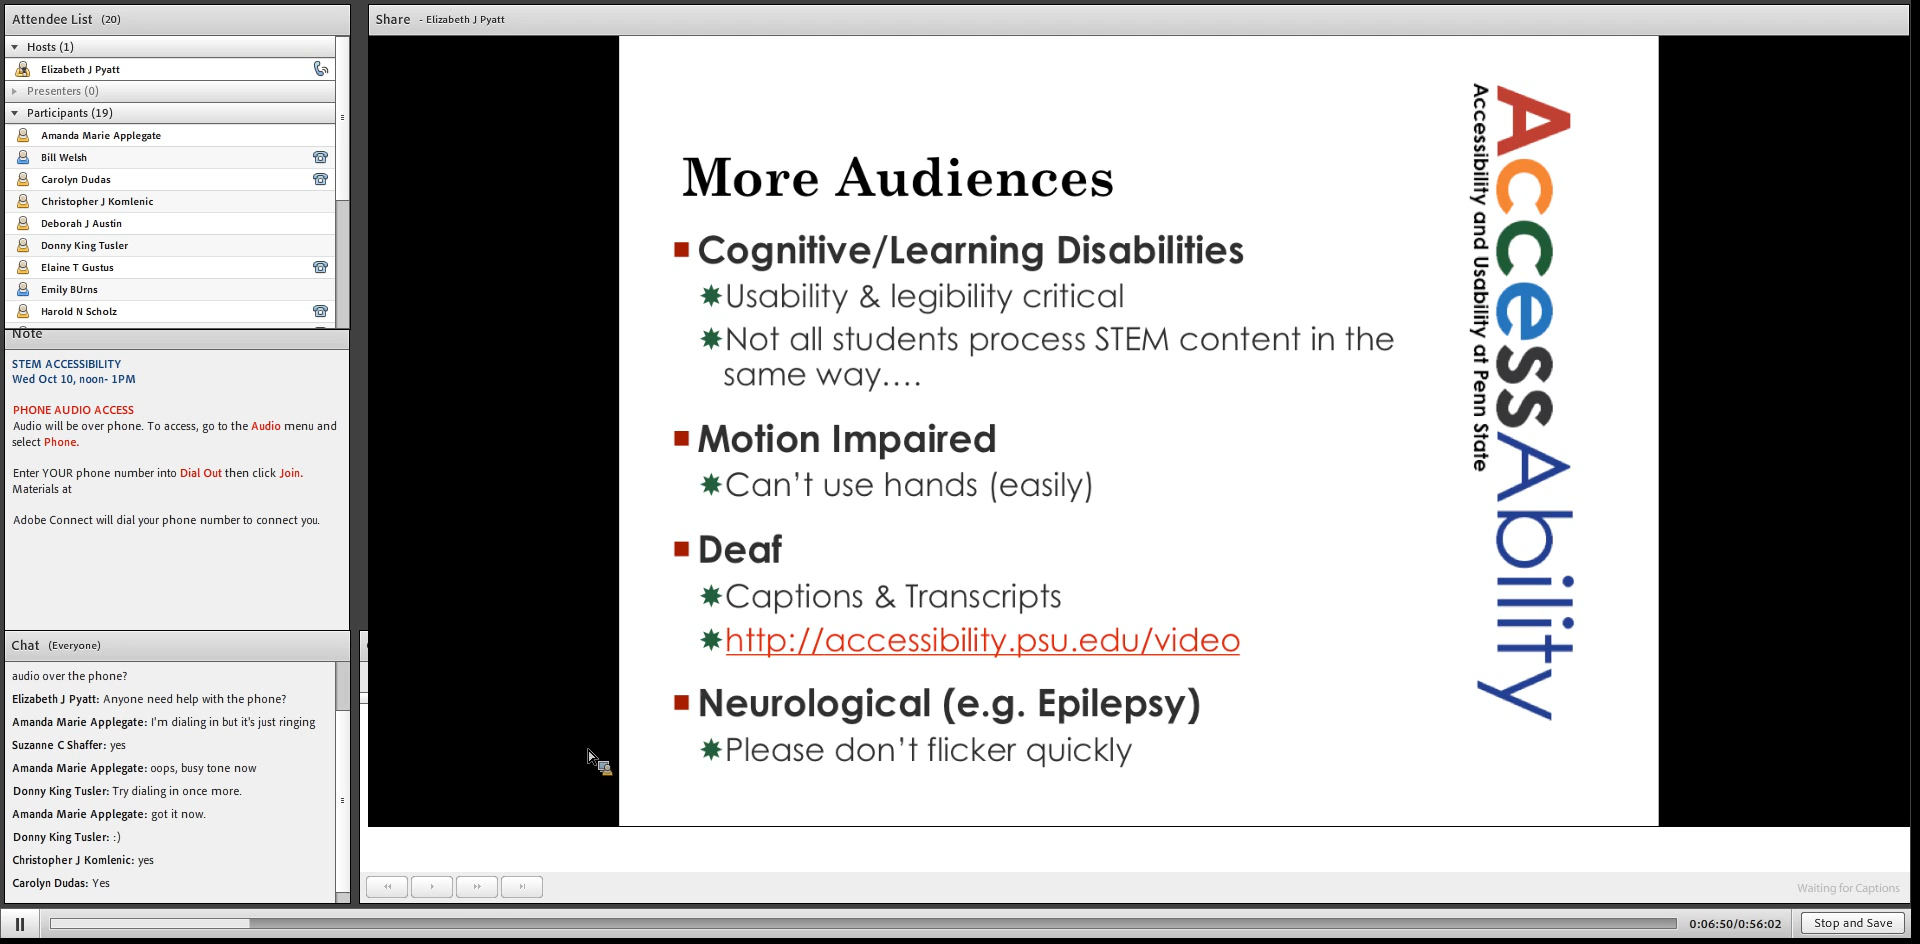 Attendee List (20)
Hosts (1)
Elizabeth J Pyatt
Presenters (0)
Participants (19)
Amanda Marie Applegate
Bill Welsh
Carolyn Dudas
Christopher J Komlenic
Deborah J Austin
Donny King Tusler
Elaine T Gustus
Emily BUrns
Harold N Scholz
Note
STEM ACCESSIBILITY
Wed Oct 10, noon- 1PM
PHONE AUDIO ACCESS
Audio will be over phone. To access, go to the Audio menu and
select Phone.
Enter YOUR phone number into Dial Out then click Join.
Materials at
Adobe Connect will dial your phone number to connect you.
Chat (Everyone)
audio over the phone?
Elizabeth J Pyatt: Anyone need help with the phone?
Amanda Marie Applegate: I'm dialing in but it's just ringing
Suzanne C Shaffer: yes
Amanda Marie Applegate: oops, busy tone now
Donny King Tusler: Try dialing in once more.
Amanda Marie Applegate: got it now.
Donny King Tusler: :)
Christopher J Komlenic: yes
Carolyn Dudas: Yes
Share - Elizabeth J Pyatt
More Audiences
Cognitive/Learning Disabilities
Usability & legibility critical
Not all students process STEM content in the
same way....
Motion Impaired
Can't use hands (easily)
Deaf
Captions & Transcripts
http://accessibility.psu.edu/video
Neurological (e.g. Epilepsy)
Please don't flicker quickly
AccessAbility
Accessibility and Usability at Penn State
Waiting for Captions
0:06:50/0:56:02
Stop and Save